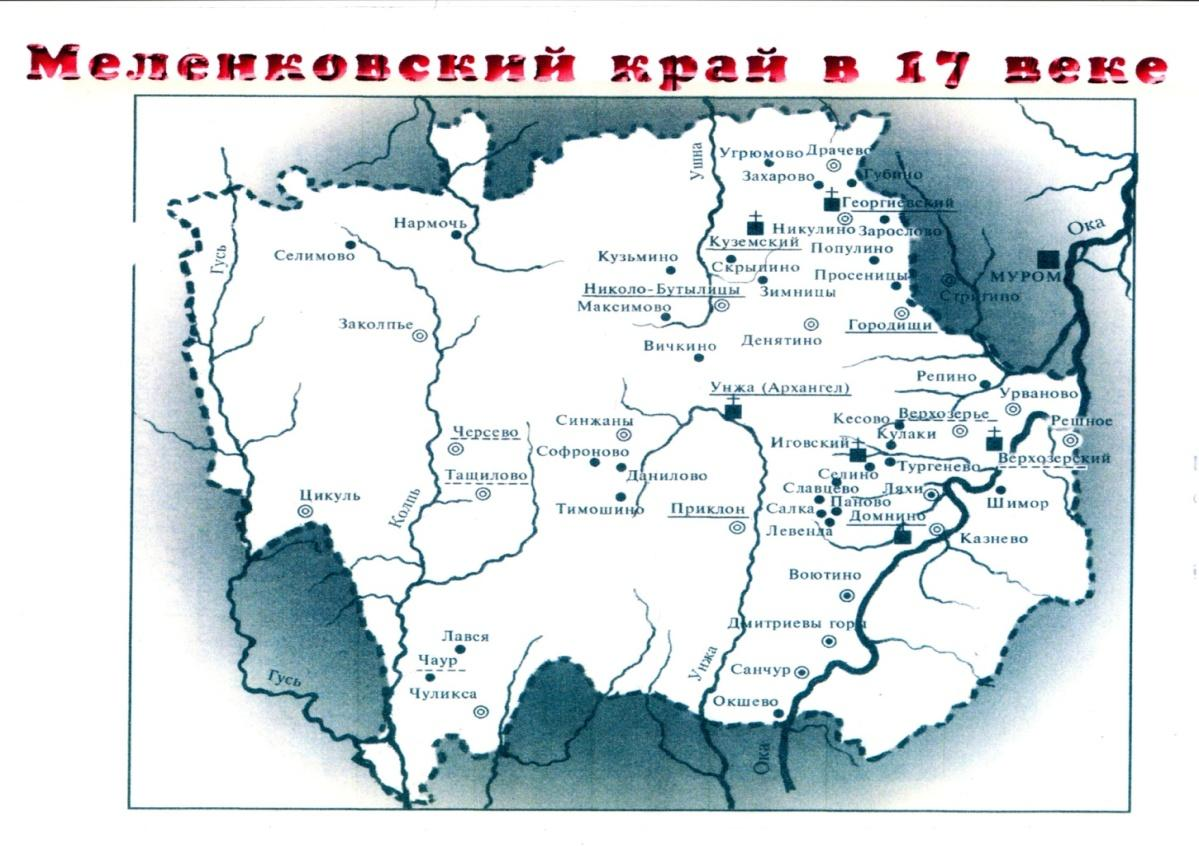 Меленковский край в 17 веке
Ушна
Угрюмово
Драчево
Захарово
Губино
Георгиевский
Нармочь
Никулино
Зарослово
Ока
Гусь
Селимово
Куземский
Популино
Кузьмино
Скрыпино
Просеницы
МУРОМ
Николо-Бутылицы
Зимницы
Стригино
Максимово
Заколпье
Денятино
Городищи
Вичкино
Репино
Унжа (Архангел)
Урваново
Синжаны
Кесово
Верхозерье
Решное
Черсево
Иговский
Кулаки
Софроново
Верхозерский
Тащилово
Данилово
Селино
Тургенево
Цикуль
Колпь
Тимошино
Приклон
Славцево
Ляхи
Салка
Паново
Шимор
Домнино
Левенда
Казнево
Воютино
Дмитриевы горы
Лався
Чаур
Унжа
Санчур
Гусь
Чуликса
Окшево
Ока